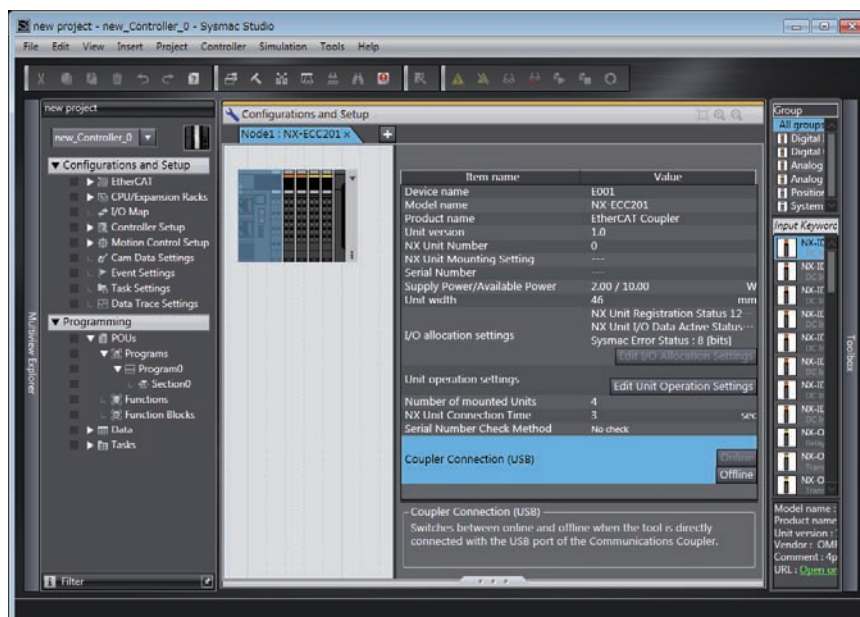 new project - new_Controller_0 - Sysmac Studio
File Edit View Insert Project Controller Simulation Tools Help
new project
new_Controller_0
Configurations and Setup
EtherCAT
CPU/Expansion Racks
I/O Map
Controller Setup
Motion Control Setup
Cam Data Settings
Event Settings
Task Settings
Data Trace Settings
Programming
POUs
Programs
Program0
Section0
Functions
Function Blocks
Data
Tasks
Filter
Multiview Explorer
Configurations and Setup
Node1 : NX-ECC201
Item name Value
Device name E001
Model name NX-ECC201
Product name EtherCAT Coupler
Unit version 1.0
NX Unit Number 0
NX Unit Mounting Setting ---
Serial Number ---
Supply Power/Available Power 2.00 / 10.00 W
Unit width 46 mm
I/O allocation settings
NX Unit Registration Status 12···
NX Unit I/O Data Active Status···
Sysmac Error Status : 8 [bits]
Edit I/O Allocation Settings
Unit operation settings
Edit Unit Operation Settings
Number of mounted Units 4
NX Unit Connection Time 3 sec
Serial Number Check Method No check
Coupler Connection (USB)
Online
Offline
Coupler Connection (USB)
Switches between online and offline when the tool is directly
connected with the USB port of the Communications Coupler.
Group
All groups
Digital
Digital
Analog
Analog
Position
System
Input Keyword
Model name :
Product name
Unit version :
Vendor : OM
Comment : 4p
URL : Open or
Toolbox